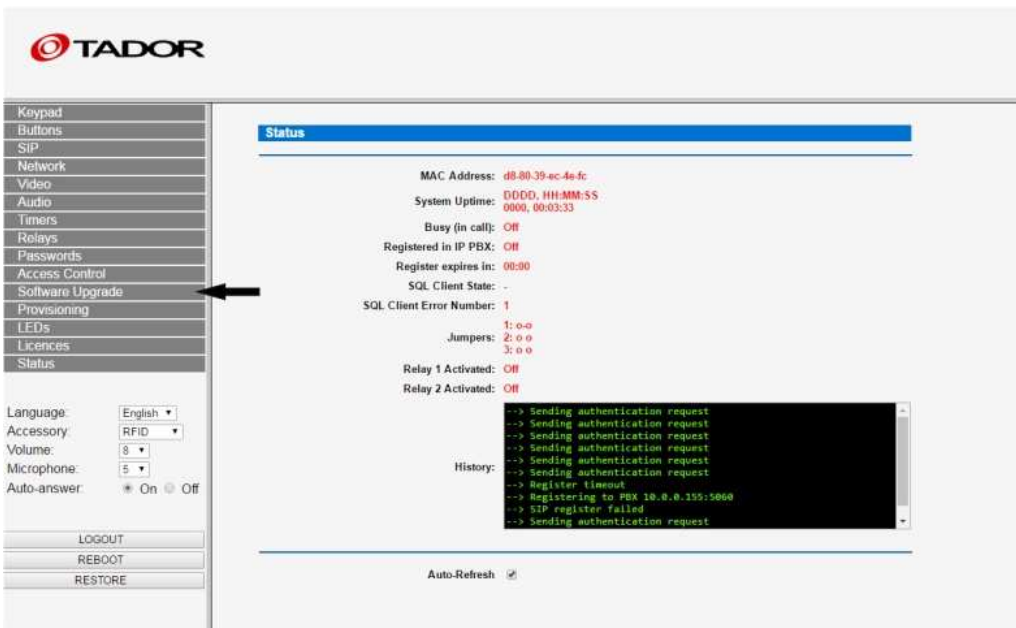 TADOR
Keypad
Buttons
SIP
Network
Video
Audio
Timers
Relays
Passwords
Access Control
Software Upgrade
Provisioning
LEDs
Licences
Status
Language: English
Accessory: RFID
Volume: 8
Microphone: 5
Auto-answer: On Off
LOGOUT
REBOOT
RESTORE
Status
MAC Address: d8-80-39-ec-4e-fc
System Uptime: DDDD, HH:MM:SS
0000, 00:03:33
Busy (in call): Off
Registered in IP PBX: Off
Register expires in: 00:00
SQL Client State: -
SQL Client Error Number: 1
Jumpers: 1: o-o
2: o o
3: o o
Relay 1 Activated: Off
Relay 2 Activated: Off
History:
--> Sending authentication request
--> Sending authentication request
--> Sending authentication request
--> Sending authentication request
--> Sending authentication request
--> Sending authentication request
--> Register timeout
--> Registering to PBX 10.0.0.155:5060
--> SIP register failed
--> Sending authentication request
Auto-Refresh